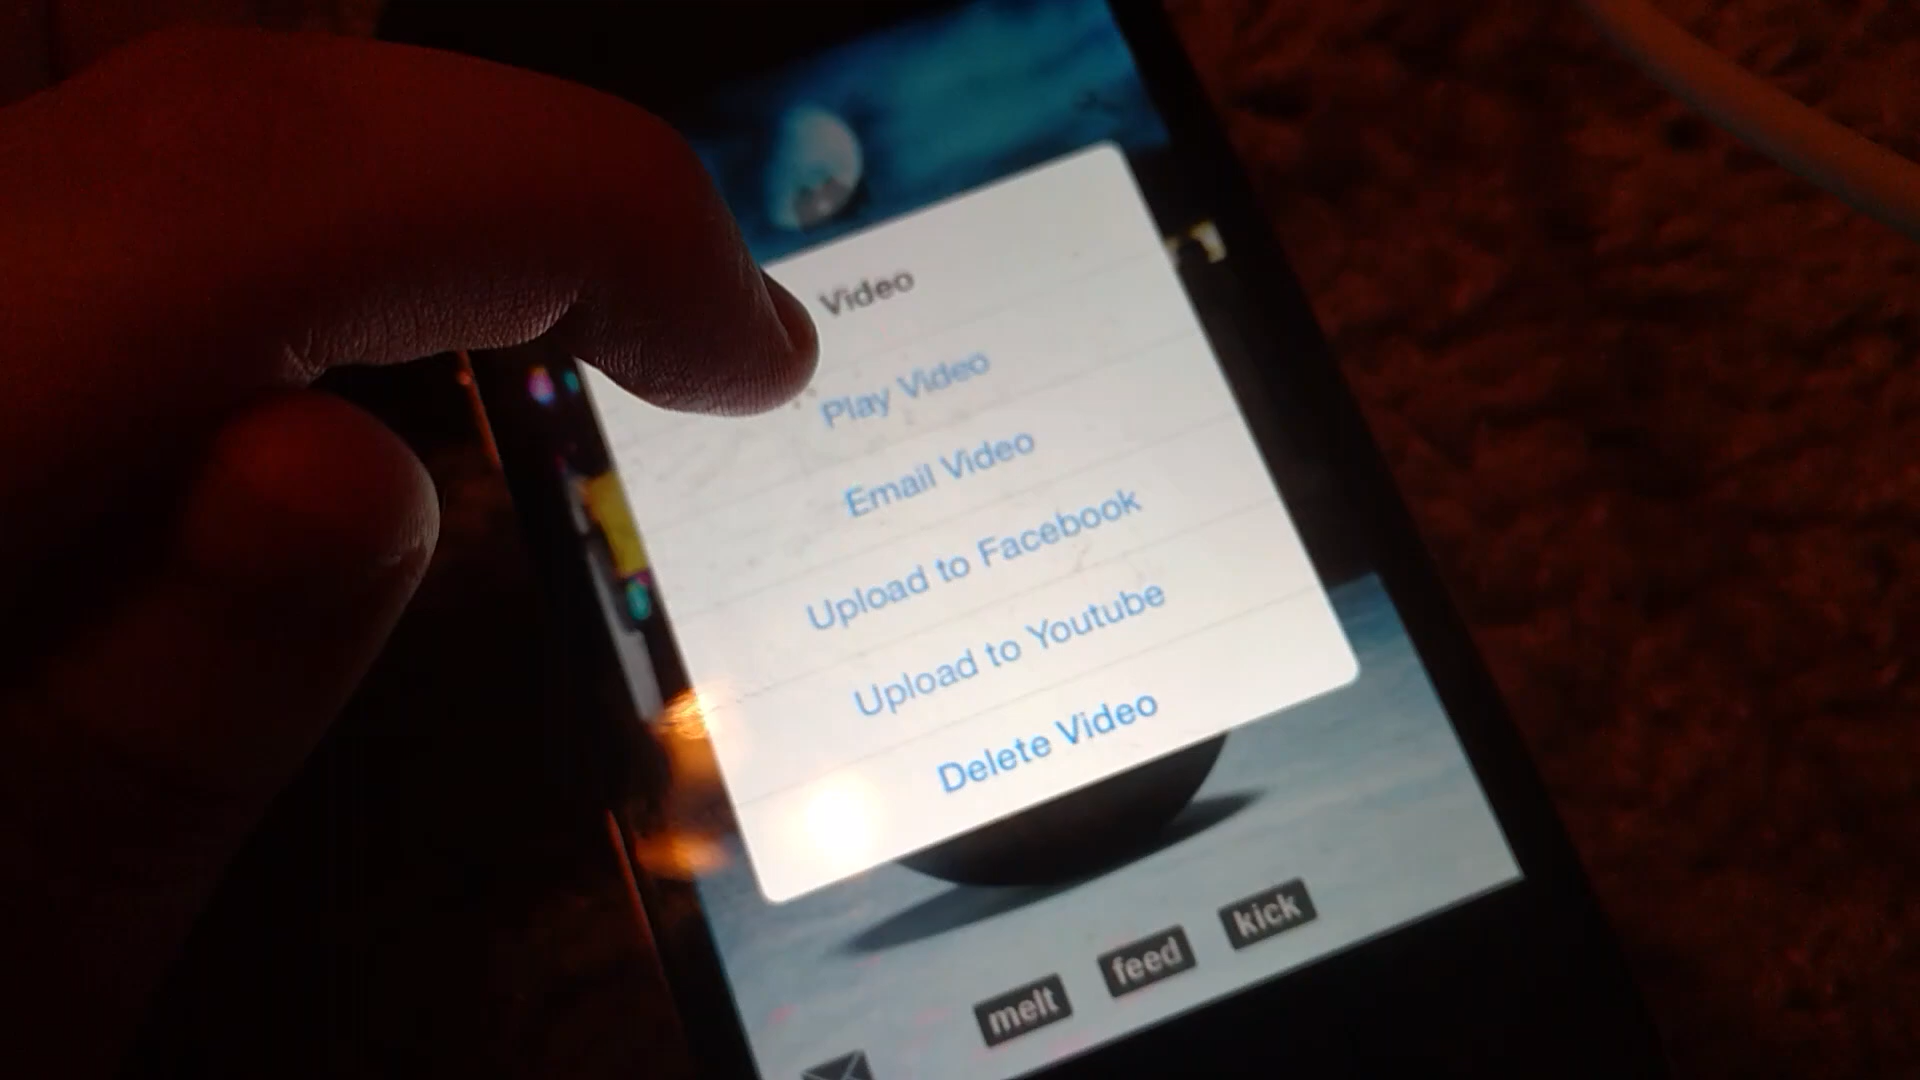 Video
Play Video
Email Video
Upload to Facebook
Upload to Youtube
Delete Video
melt
feed
kick